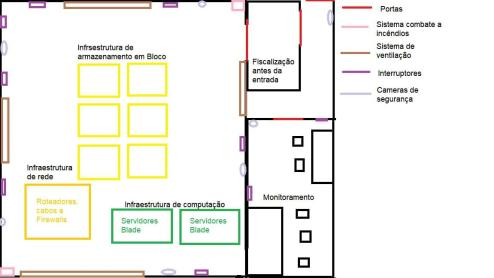 Infrsestrutura de
armazenamento em Bloco
Fiscalização
antes da
entrada
Infraestrutura
de rede
Roteadores,
cabos e
Firewalls
Infraestrutura de computação
Servidores
Blade
Servidores
Blade
Monitoramento
Portas
Sistema combate a
incêndios
Sistema de
ventilação
Interruptores
Cameras de
segurança